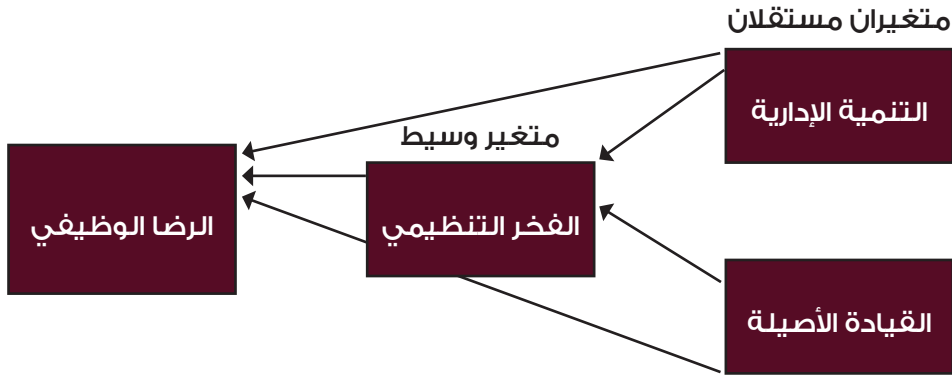 متغيران مستقلان
التنمية الإدارية
متغير وسيط
الفخر التنظيمي
الرضا الوظيفي
القيادة الأصيلة